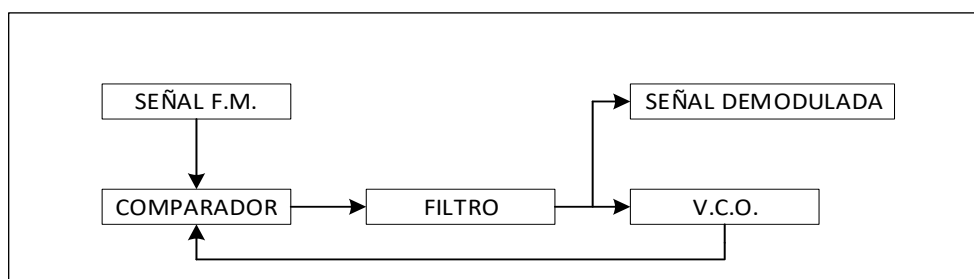 SEÑAL F.M.
SEÑAL DEMODULADA
COMPARADOR
FILTRO
V.C.O.